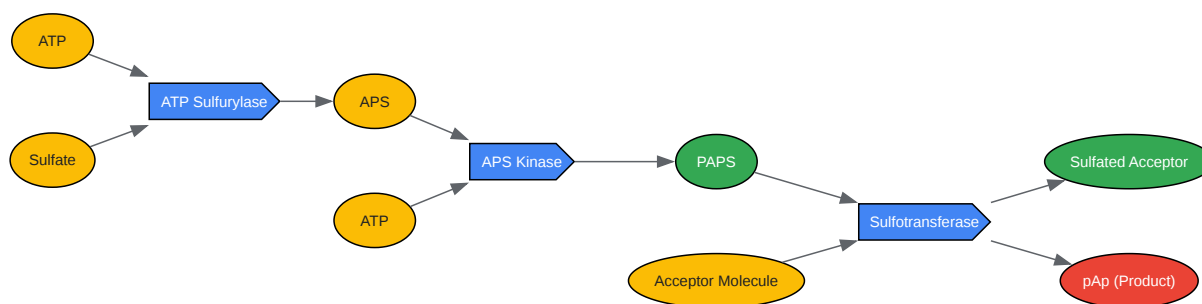 ATP
ATP Sulfurylase
Sulfate
APS
APS Kinase
ATP
PAPS
Sulfotransferase
Acceptor Molecule
Sulfated Acceptor
pAp (Product)